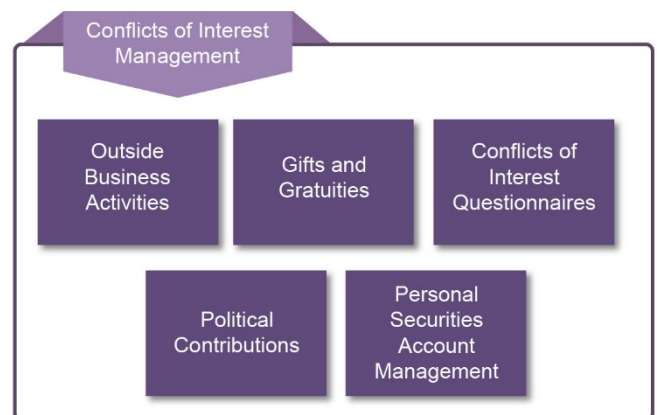 Conflicts of Interest
Management
Outside
Business
Activities
Gifts and
Gratuities
Conflicts of
Interest
Questionnaires
Political
Contributions
Personal
Securities
Account
Management